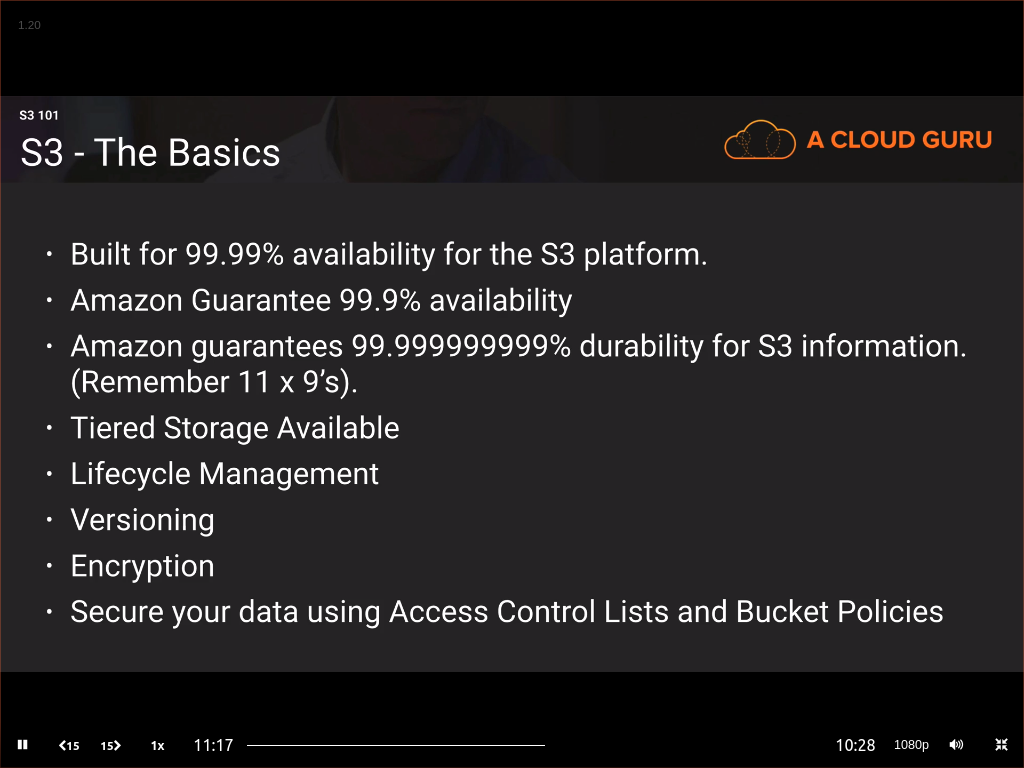 1.20
S3 101
S3 - The Basics
A CLOUD GURU
• Built for 99.99% availability for the S3 platform.
• Amazon Guarantee 99.9% availability
• Amazon guarantees 99.999999999% durability for S3 information.
(Remember 11 x 9’s).
• Tiered Storage Available
• Lifecycle Management
• Versioning
• Encryption
• Secure your data using Access Control Lists and Bucket Policies
15 15 1x 11:17 10:28 1080p